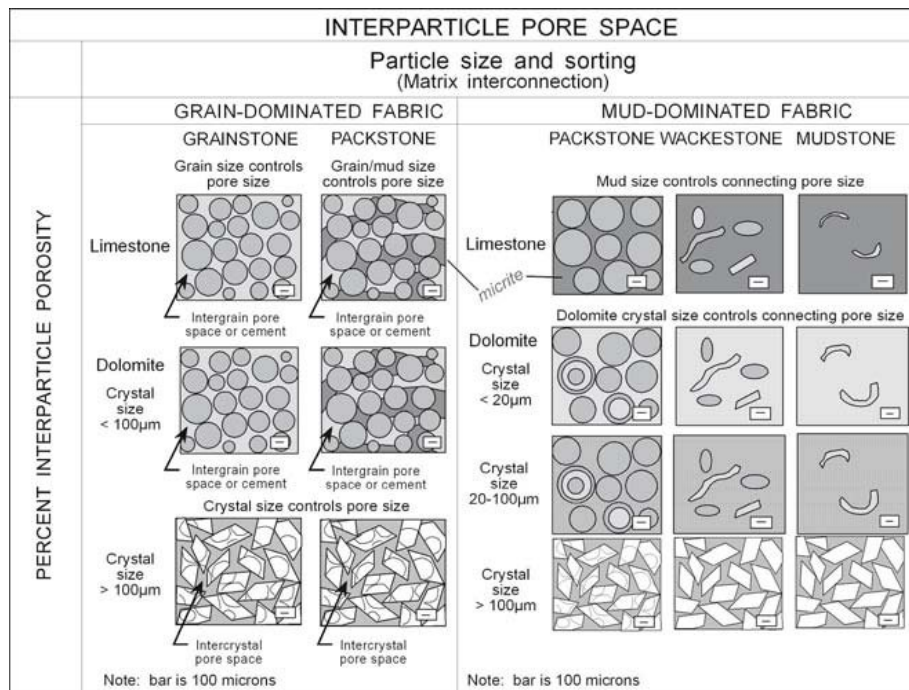 INTERPARTICLE PORE SPACE
Particle size and sorting
(Matrix interconnection)
PERCENT INTERPARTICLE POROSITY
GRAIN-DOMINATED FABRIC
GRAINSTONE PACKSTONE
Grain size controls
pore size
Grain/mud size
controls pore size
Limestone
Intergrain pore
space or cement
Intergrain pore
space or cement
Dolomite
Crystal
size
< 100µm
Intergrain pore
space or cement
Intergrain pore
space or cement
Crystal size controls pore size
Crystal
size
> 100µm
Intercrystal
pore space
Intercrystal
pore space
Note: bar is 100 microns
MUD-DOMINATED FABRIC
PACKSTONE WACKESTONE MUDSTONE
Mud size controls connecting pore size
Limestone
micrite
Dolomite crystal size controls connecting pore size
Dolomite
Crystal
size
< 20µm
Crystal
size
20-100µm
Crystal
size
> 100µm
Note: bar is 100 microns